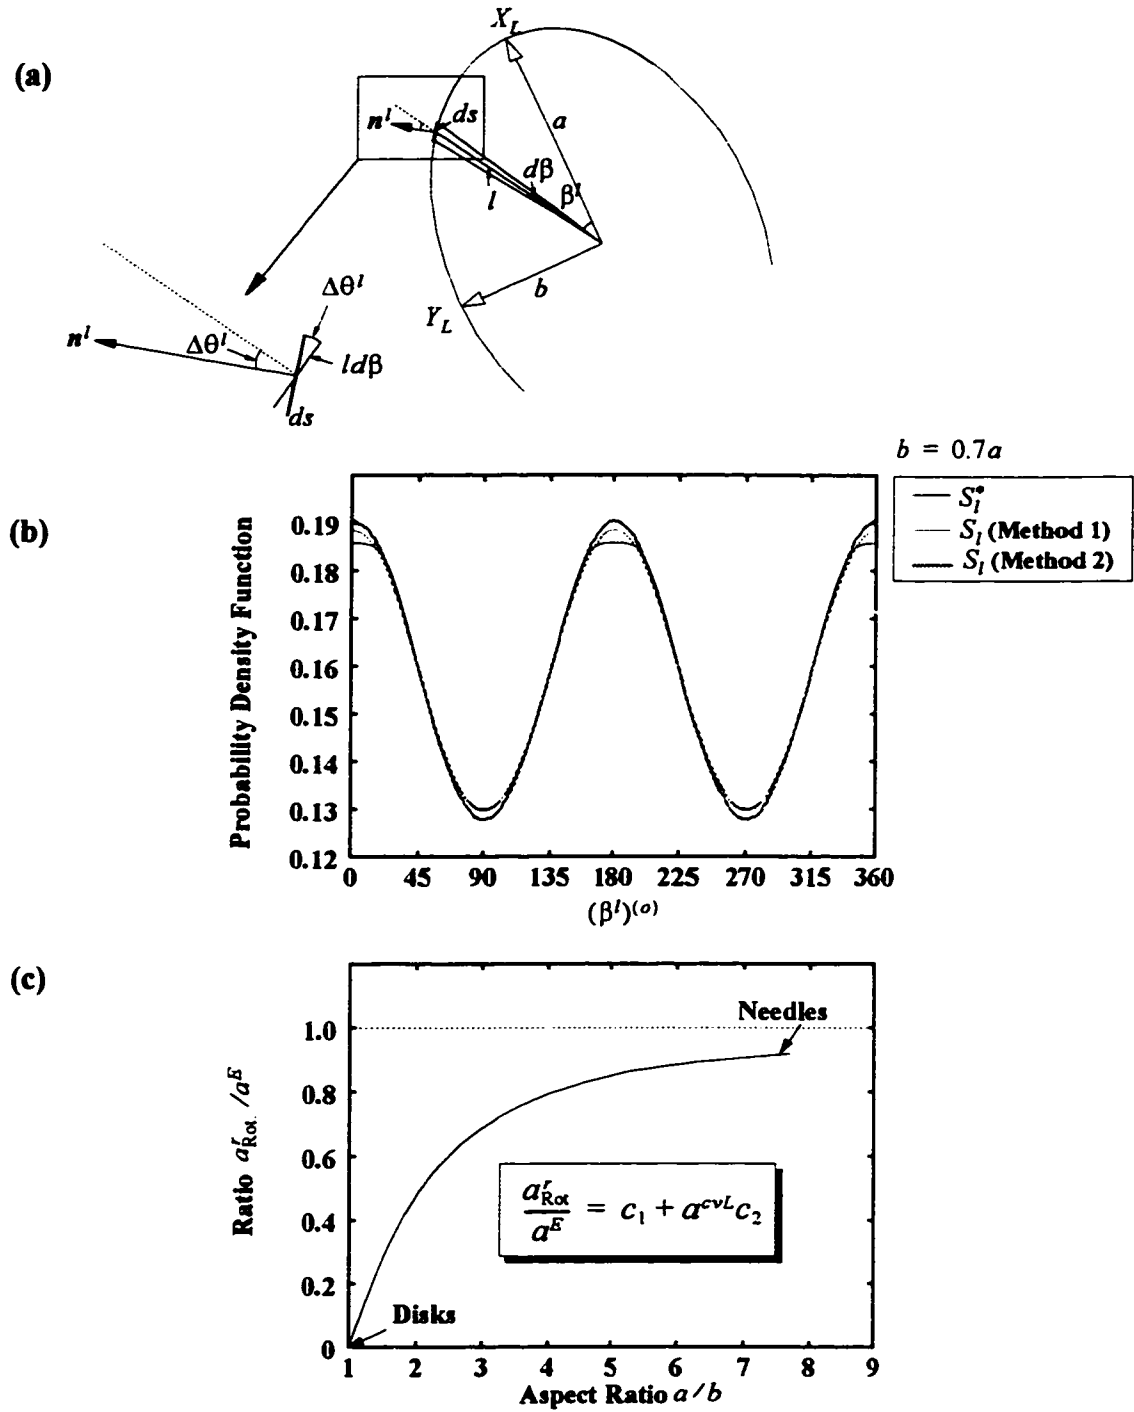 (a)
X_L
n^l
ds
a
dβ
β^l
l
b
Y_L
Δθ^l
n^l
Δθ^l
ldβ
ds
b = 0.7a
(b)
S_l^*
S_l (Method 1)
S_l (Method 2)
Probability Density Function
0.19
0.18
0.17
0.16
0.15
0.14
0.13
0.12
0 45 90 135 180 225 270 315 360
(β^l)^(o)
(c)
Ratio a^r_Rot. / a^E
Needles
1.0
0.8
0.6
0.4
0.2
0
a^r_Rot / a^E = c_1 + a^{cvL} c_2
Disks
1 2 3 4 5 6 7 8 9
Aspect Ratio a/b